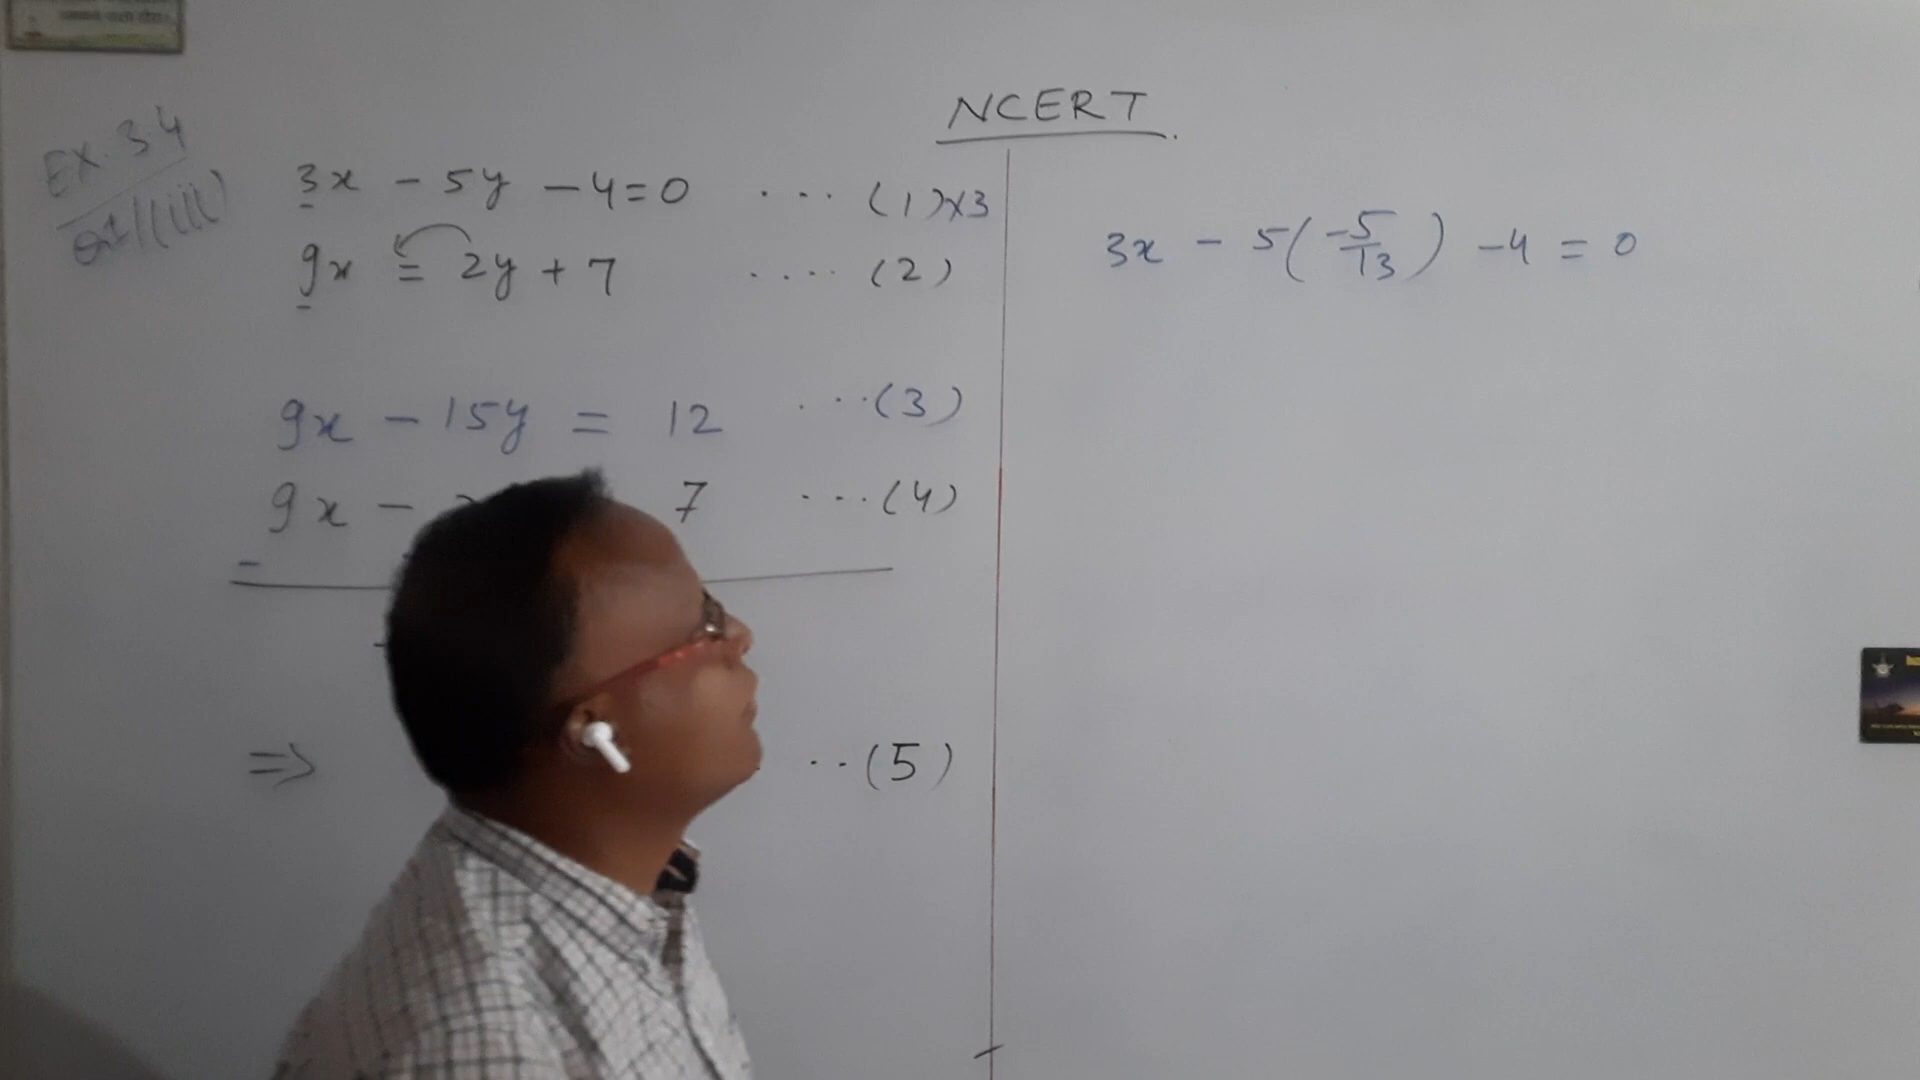 NCERT
Ex. 3.4
Q1/(iii)
3x - 5y - 4 = 0 ... (1)x3
9x = 2y + 7 .... (2)
9x - 15y = 12 ...(3)
9x - 7 ...(4)
-
=> ..(5)
3x - 5(-5/13) - 4 = 0